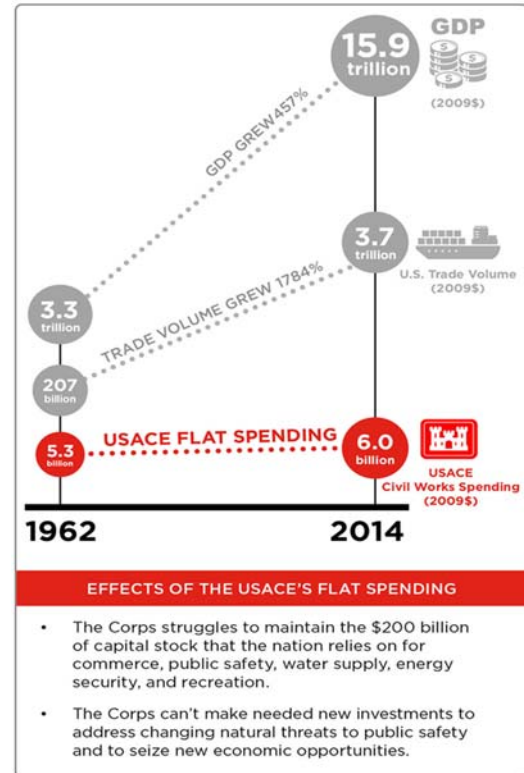 GDP
15.9
trillion
(2009$)
GDP GREW457%
3.7
trillion
U.S. Trade Volume
(2009$)
3.3
trillion
TRADE VOLUME GREW 1784%
207
billion
USACE FLAT SPENDING
5.3
billion
6.0
billion
USACE
Civil Works Spending
(2009$)
1962
2014
EFFECTS OF THE USACE'S FLAT SPENDING
• The Corps struggles to maintain the $200 billion
of capital stock that the nation relies on for
commerce, public safety, water supply, energy
security, and recreation.
• The Corps can't make needed new investments to
address changing natural threats to public safety
and to seize new economic opportunities.